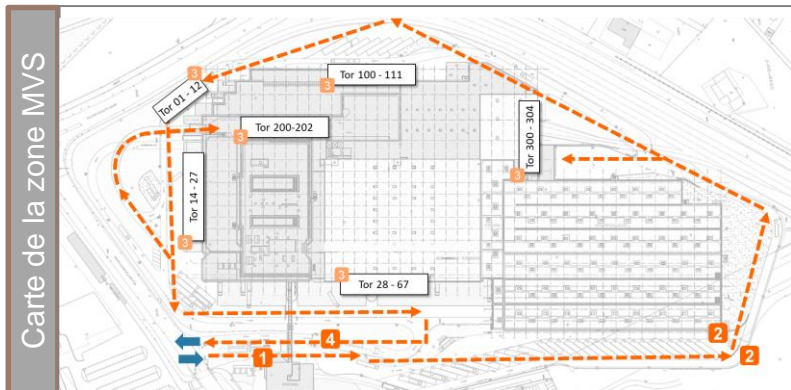 Carte de la zone MVS
3
Tor 01 - 12
Tor 100 - 111
3
Tor 200-202
3
Tor 300 - 304
3
Tor 14 - 27
3
3
Tor 28 - 67
4
1
2
2